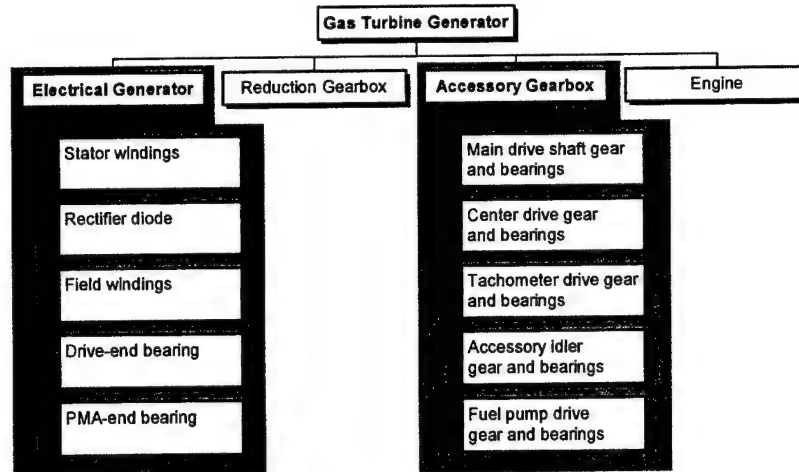 Gas Turbine Generator
Electrical Generator
Reduction Gearbox
Accessory Gearbox
Engine
Stator windings
Rectifier diode
Field windings
Drive-end bearing
PMA-end bearing
Main drive shaft gear
and bearings
Center drive gear
and bearings
Tachometer drive gear
and bearings
Accessory idler
gear and bearings
Fuel pump drive
gear and bearings